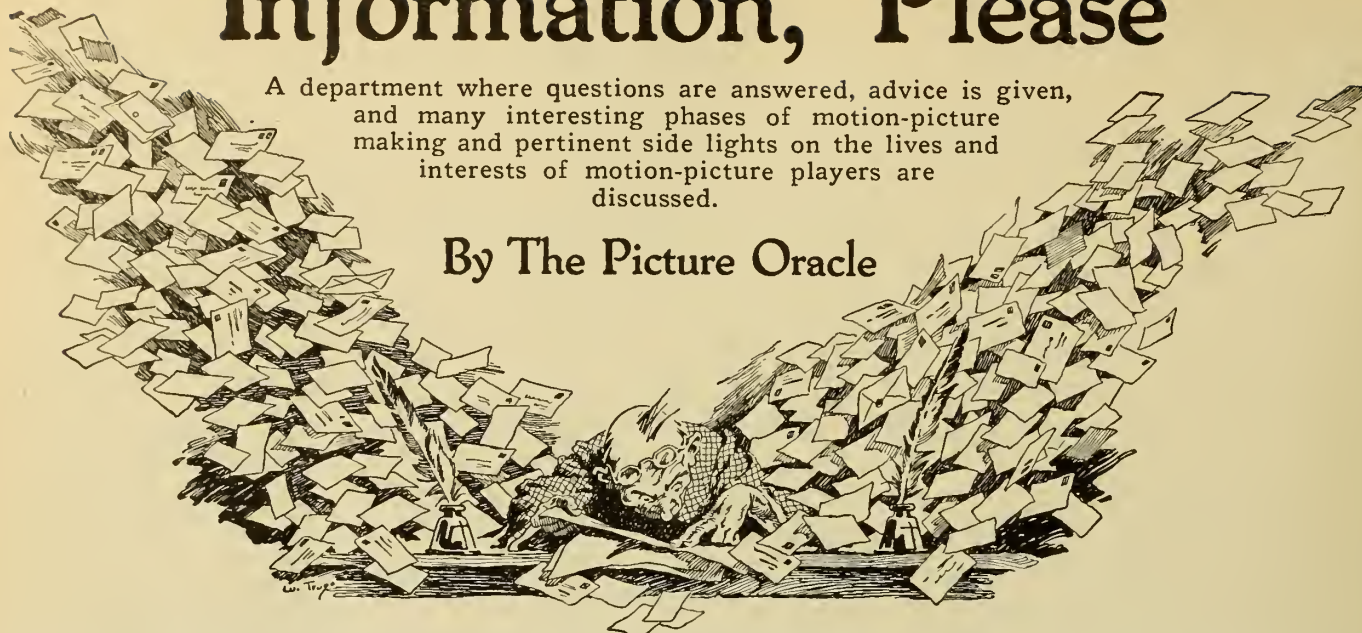 Information, Please
A department where questions are answered, advice is given,
and many interesting phases of motion-picture
making and pertinent side lights on the lives and
interests of motion-picture players are
discussed.
By The Picture Oracle